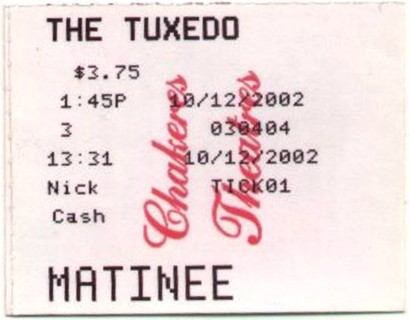 THE TUXEDO
$3.75
1:45P 10/12/2002
3 030404
13:31 10/12/2002
Nick TICK01
Cash
Chakeres
Theatres
MATINEE